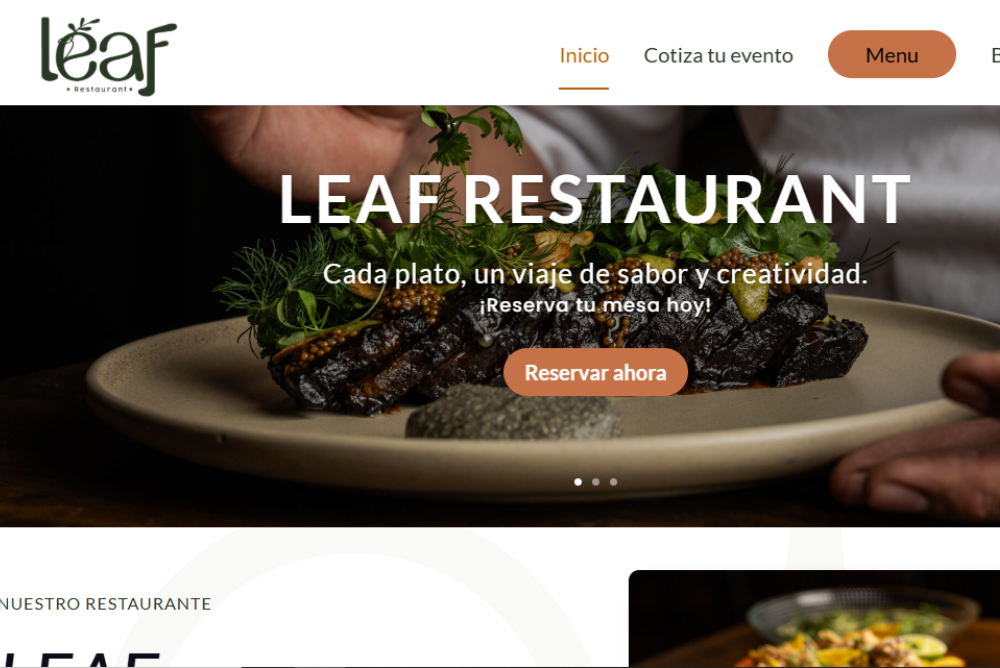 leaf
• Restaurant •
Inicio
Cotiza tu evento
Menu
LEAF RESTAURANT
Cada plato, un viaje de sabor y creatividad.
¡Reserva tu mesa hoy!
Reservar ahora
NUESTRO RESTAURANTE
LEAF